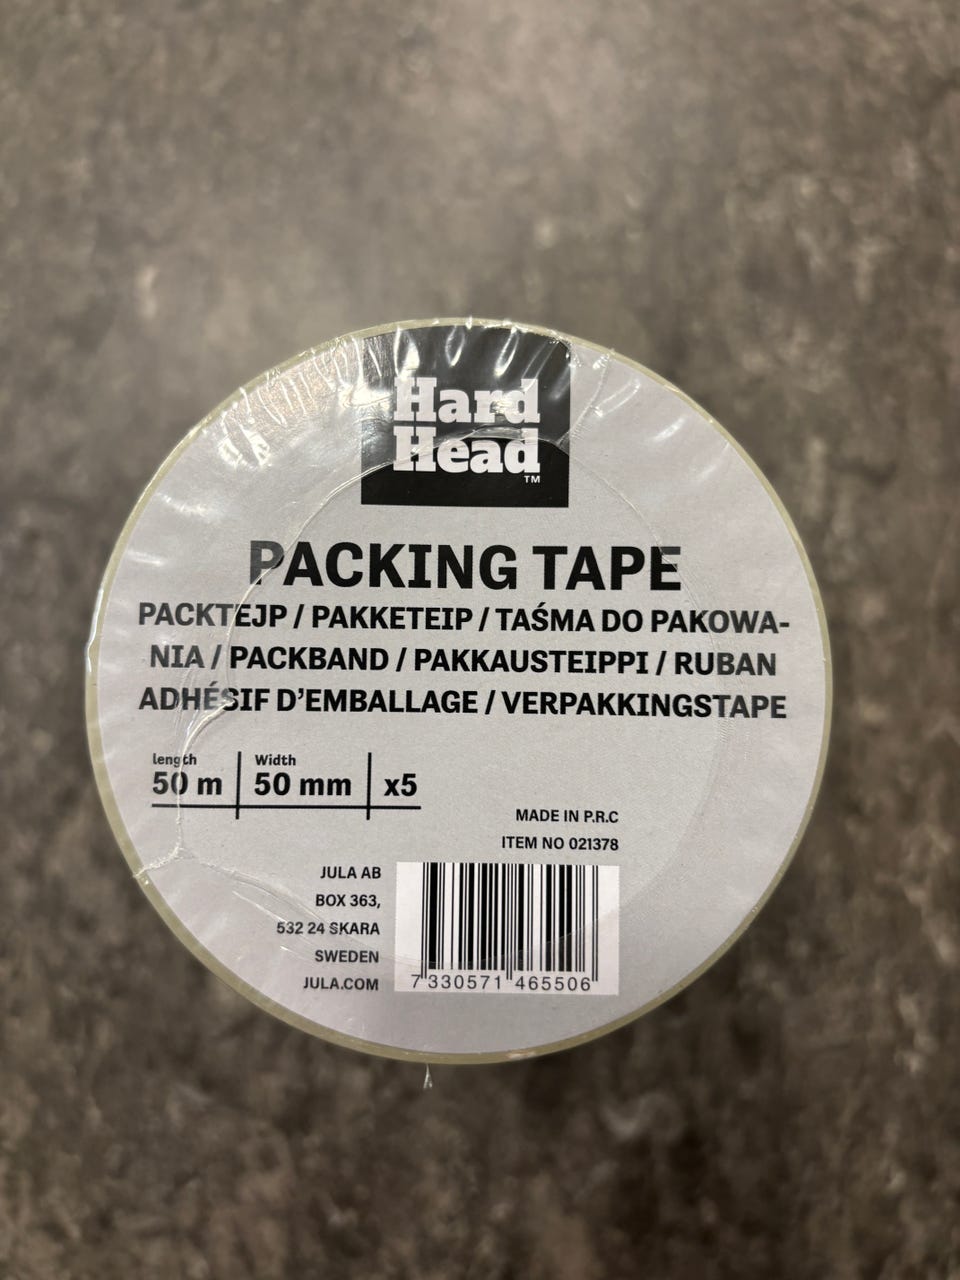 Hard
Head
™
PACKING TAPE
PACKTEJP / PAKKETEIP / TAŚMA DO PAKOWA-
NIA / PACKBAND / PAKKAUSTEIPPI / RUBAN
ADHÉSIF D'EMBALLAGE / VERPAKKINGSTAPE
length Width
50 m 50 mm x5
MADE IN P.R.C
ITEM NO 021378
JULA AB
BOX 363,
532 24 SKARA
SWEDEN
JULA.COM
7 330571 465506